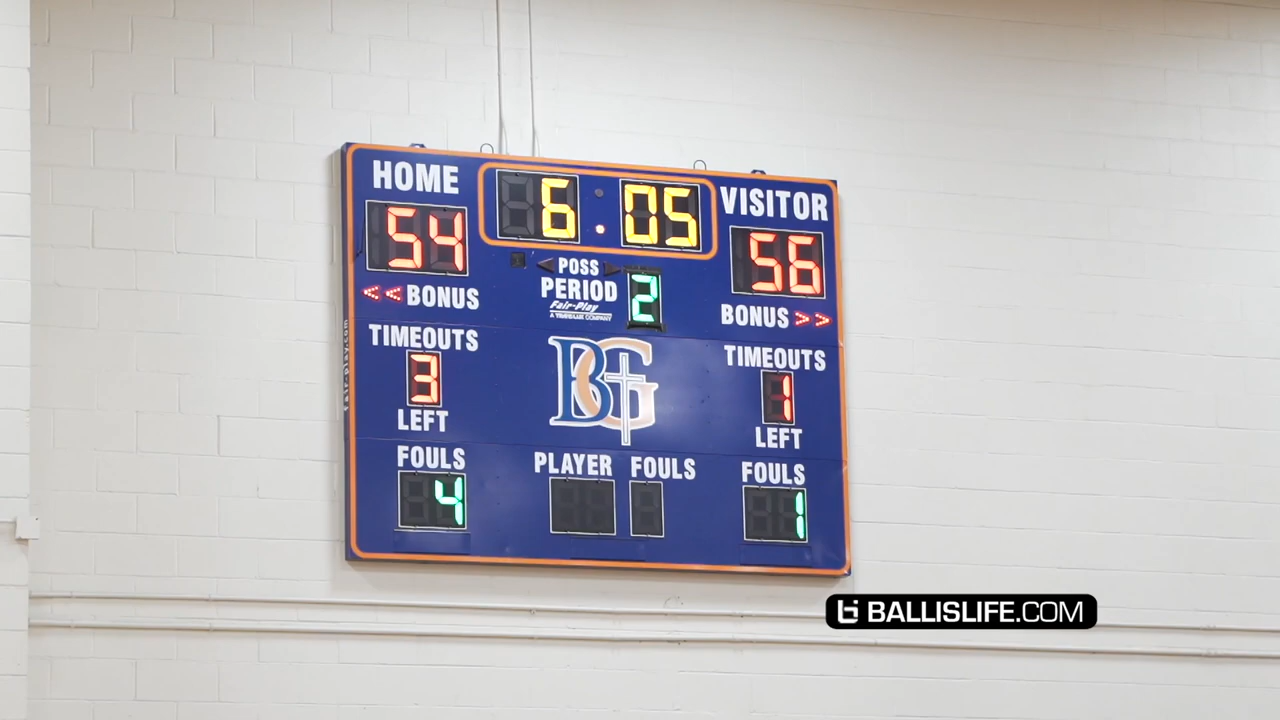 HOME
6:05
VISITOR
54
56
POSS
PERIOD
2
Fair-Play
A TRANS-LUX COMPANY
<< BONUS
BONUS >>
TIMEOUTS
3
LEFT
BG
TIMEOUTS
1
LEFT
fair-play.com
FOULS
4
PLAYER FOULS
FOULS
1
BALLISLIFE.COM